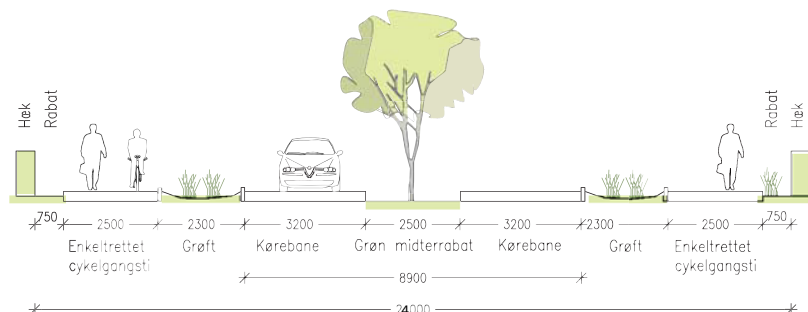 Hæk
Rabat
Rabat
Hæk
750
2500
2300
3200
2500
3200
2300
2500
750
Enkeltrettet
cykelgangsti
Grøft
Kørebane
Grøn midterrabat
Kørebane
Grøft
Enkeltrettet
cykelgangsti
8900
24000